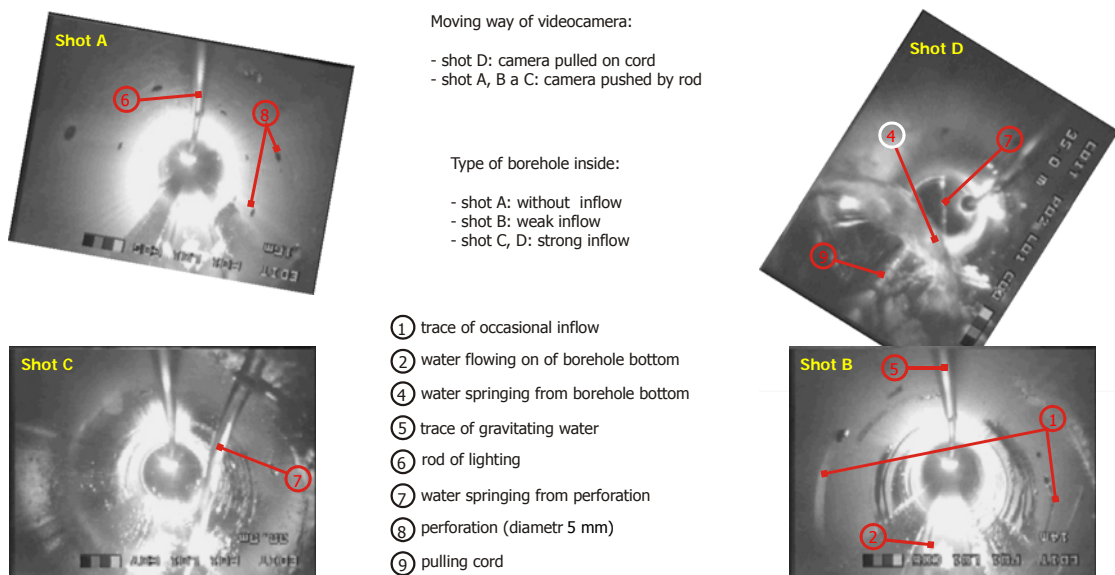 Shot A
6
8
Moving way of videocamera:
- shot D: camera pulled on cord
- shot A, B a C: camera pushed by rod
Type of borehole inside:
- shot A: without inflow
- shot B: weak inflow
- shot C, D: strong inflow
Shot D
4
7
9
35.0 m
EDIT
1 trace of occasional inflow
2 water flowing on of borehole bottom
4 water springing from borehole bottom
5 trace of gravitating water
6 rod of lighting
7 water springing from perforation
8 perforation (diametr 5 mm)
9 pulling cord
Shot C
7
EDIT
Shot B
5
1
2
14m
EDIT